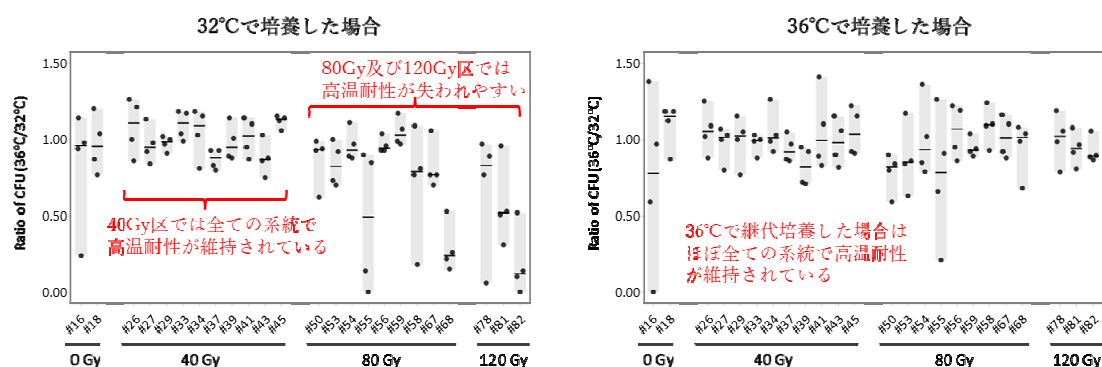 32℃で培養した場合
Ratio of CFU (36℃/32℃)
1.50
1.00
0.50
0.00
80Gy及び120Gy区では
高温耐性が失われやすい
40Gy区では全ての系統で
高温耐性が維持されている
#16 #18 #26 #27 #29 #33 #34 #37 #39 #41 #43 #45 #50 #53 #54 #55 #56 #59 #58 #67 #68 #78 #81 #82
0 Gy 40 Gy 80 Gy 120 Gy
36℃で培養した場合
Ratio of CFU (36℃/32℃)
1.50
1.00
0.50
0.00
36℃で継代培養した場合は
ほぼ全ての系統で高温耐性
が維持されている
#16 #18 #26 #27 #29 #33 #34 #37 #39 #41 #43 #45 #50 #53 #54 #55 #56 #59 #58 #67 #68 #78 #81 #82
0 Gy 40 Gy 80 Gy 120 Gy